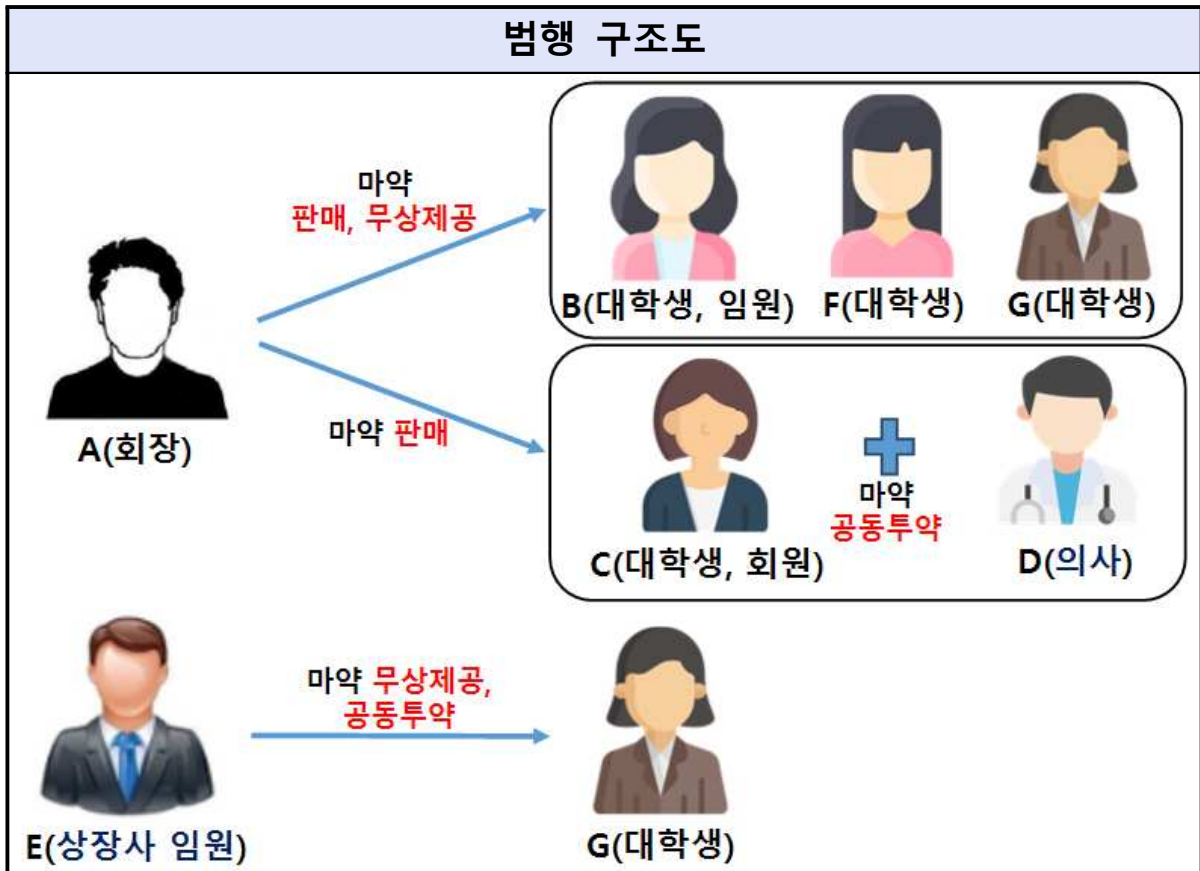 범행 구조도
마약
판매, 무상제공
B(대학생, 임원)
F(대학생)
G(대학생)
A(회장)
마약 판매
마약
공동투약
C(대학생, 회원)
D(의사)
마약 무상제공,
공동투약
E(상장사 임원)
G(대학생)